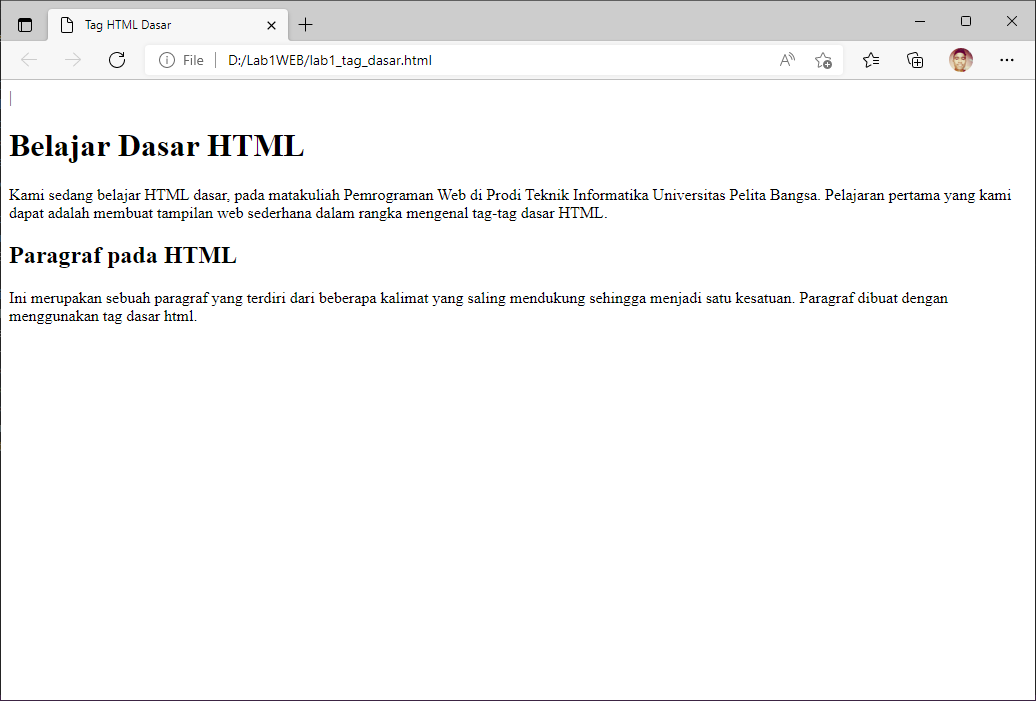 Tag HTML Dasar
File
D:/Lab1WEB/lab1_tag_dasar.html
|
Belajar Dasar HTML
Kami sedang belajar HTML dasar, pada matakuliah Pemrograman Web di Prodi Teknik Informatika Universitas Pelita Bangsa. Pelajaran pertama yang kami
dapat adalah membuat tampilan web sederhana dalam rangka mengenal tag-tag dasar HTML.
Paragraf pada HTML
Ini merupakan sebuah paragraf yang terdiri dari beberapa kalimat yang saling mendukung sehingga menjadi satu kesatuan. Paragraf dibuat dengan
menggunakan tag dasar html.